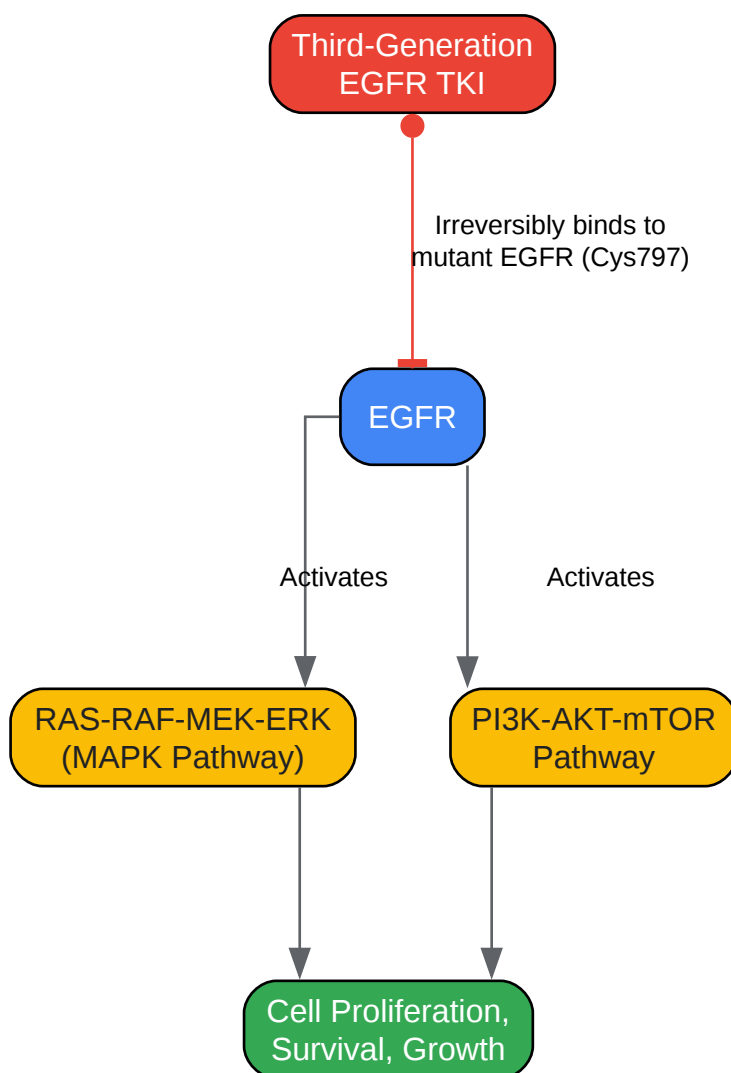 Third-Generation
EGFR TKI
Irreversibly binds to
mutant EGFR (Cys797)
EGFR
Activates
Activates
RAS-RAF-MEK-ERK
(MAPK Pathway)
PI3K-AKT-mTOR
Pathway
Cell Proliferation,
Survival, Growth